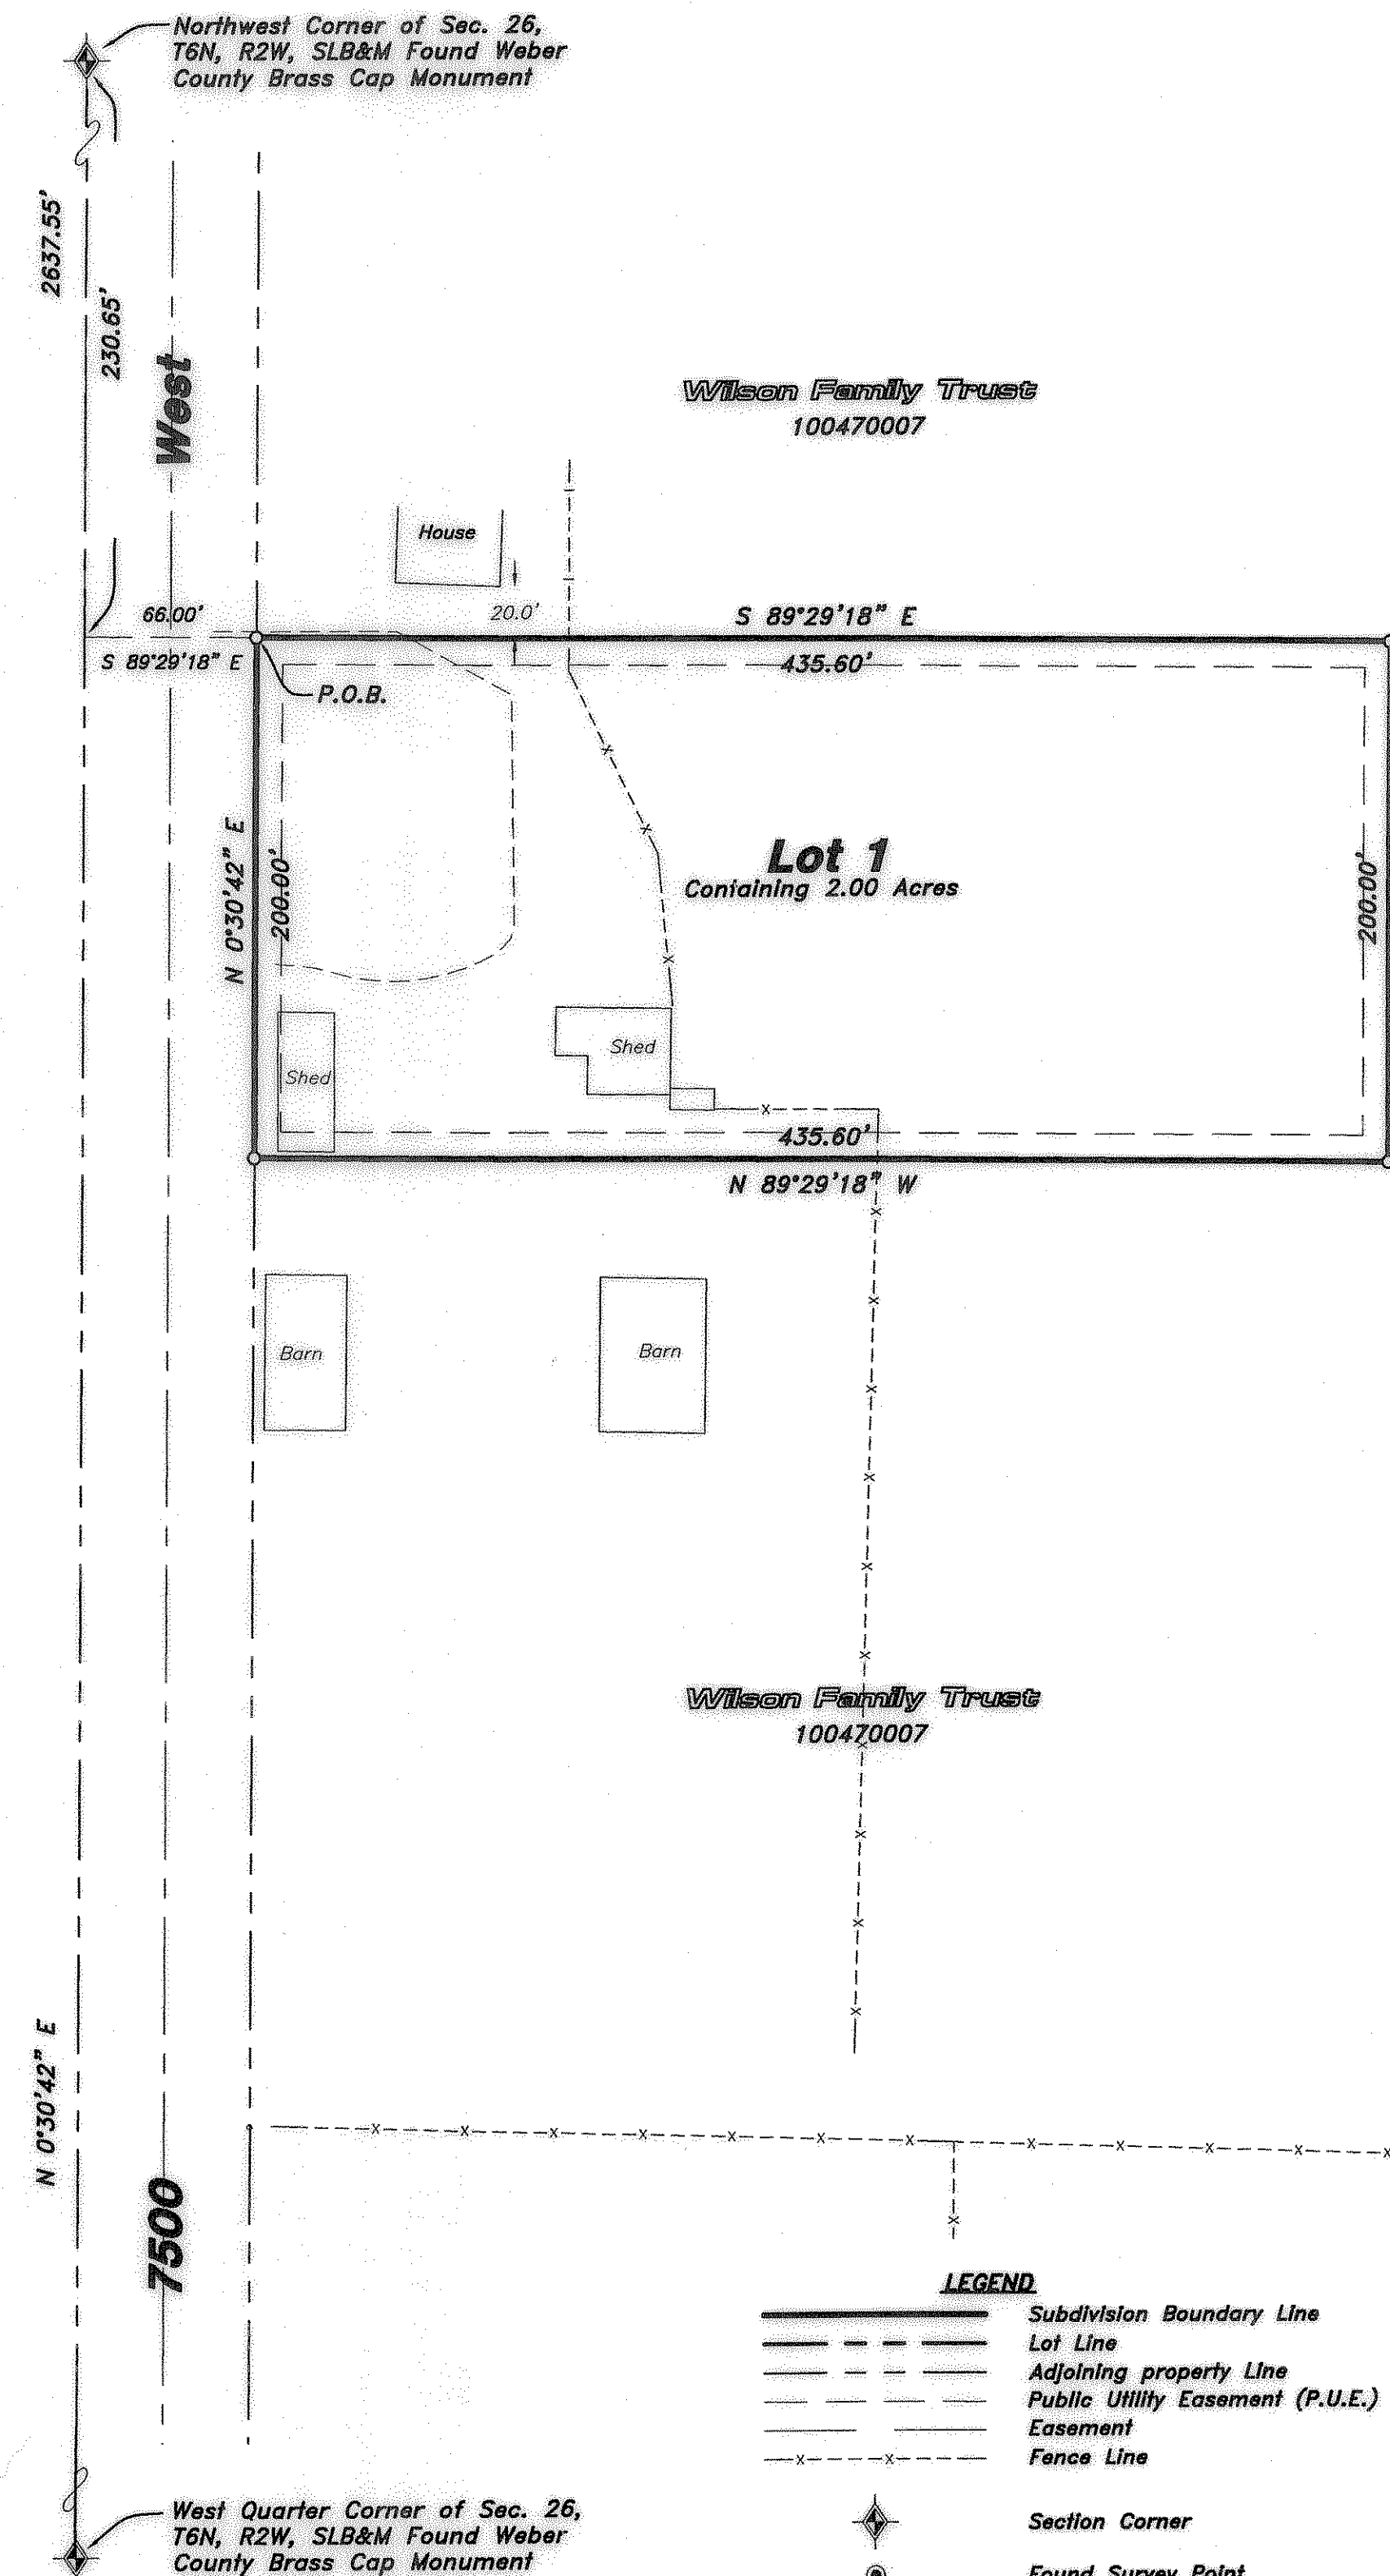 Northwest Corner of Sec. 26,
T6N, R2W, SLB&M Found Weber
County Brass Cap Monument
2637.55'
230.65'
West
Wilson Family Trust
100470007
House
66.00'
20.0'
S 89°29'18" E
S 89°29'18" E
435.60'
P.O.B.
N 0°30'42" E
200.00'
Lot 1
Containing 2.00 Acres
200.00'
Shed
Shed
435.60'
N 89°29'18" W
Barn
Barn
Wilson Family Trust
100470007
N 0°30'42" E
7500
LEGEND
Subdivision Boundary Line
Lot Line
Adjoining property Line
Public Utility Easement (P.U.E.)
Easement
Fence Line
Section Corner
Found Survey Point
West Quarter Corner of Sec. 26,
T6N, R2W, SLB&M Found Weber
County Brass Cap Monument